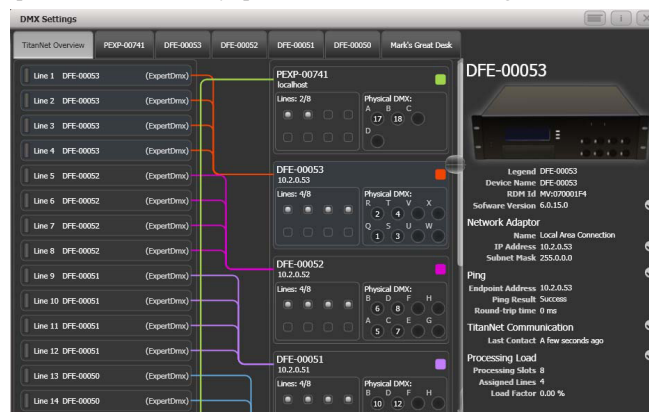 DMX Settings
i X
TitanNet Overview PEXP-00741 DFE-00053 DFE-00052 DFE-00051 DFE-00050 Mark's Great Desk
Line 1 DFE-00053 (ExpertDmx)
Line 2 DFE-00053 (ExpertDmx)
Line 3 DFE-00053 (ExpertDmx)
Line 4 DFE-00053 (ExpertDmx)
Line 5 DFE-00052 (ExpertDmx)
Line 6 DFE-00052 (ExpertDmx)
Line 7 DFE-00052 (ExpertDmx)
Line 8 DFE-00052 (ExpertDmx)
Line 9 DFE-00051 (ExpertDmx)
Line 10 DFE-00051 (ExpertDmx)
Line 11 DFE-00051 (ExpertDmx)
Line 12 DFE-00051 (ExpertDmx)
Line 13 DFE-00050 (ExpertDmx)
Line 14 DFE-00050 (ExpertDmx)
PEXP-00741
localhost
Lines: 2/8 Physical DMX:
A B C
17 18
D
DFE-00053
10.2.0.53
Lines: 4/8 Physical DMX:
R T V X
2 4
Q S U W
1 3
DFE-00052
10.2.0.52
Lines: 4/8 Physical DMX:
B D F H
6 8
A C E G
5 7
DFE-00051
10.2.0.51
Lines: 4/8 Physical DMX:
B D F H
10 12
DFE-00053
Legend DFE-00053
Device Name DFE-00053
RDM Id MV:070001F4
Sofware Version 6.0.15.0
Network Adaptor
Name Local Area Connection
IP Address 10.2.0.53
Subnet Mask 255.0.0.0
Ping
Endpoint Address 10.2.0.53
Ping Result Success
Round-trip time 0 ms
TitanNet Communication
Last Contact A few seconds ago
Processing Load
Processing Slots 8
Assigned Lines 4
Load Factor 0.00 %